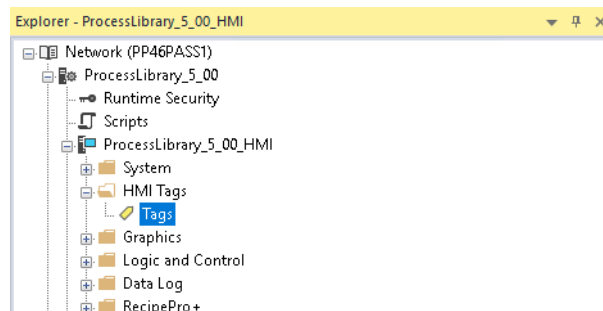 Explorer - ProcessLibrary_5_00_HMI
Network (PP46PASS1)
ProcessLibrary_5_00
Runtime Security
Scripts
ProcessLibrary_5_00_HMI
System
HMI Tags
Tags
Graphics
Logic and Control
Data Log
RecipePro+